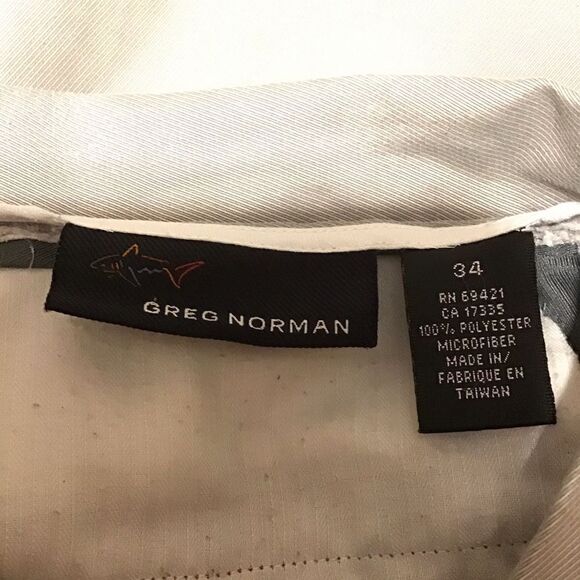 GREG NORMAN
34
RN 69421
CA 17335
100% POLYESTER
MICROFIBER
MADE IN/
FABRIQUE EN
TAIWAN